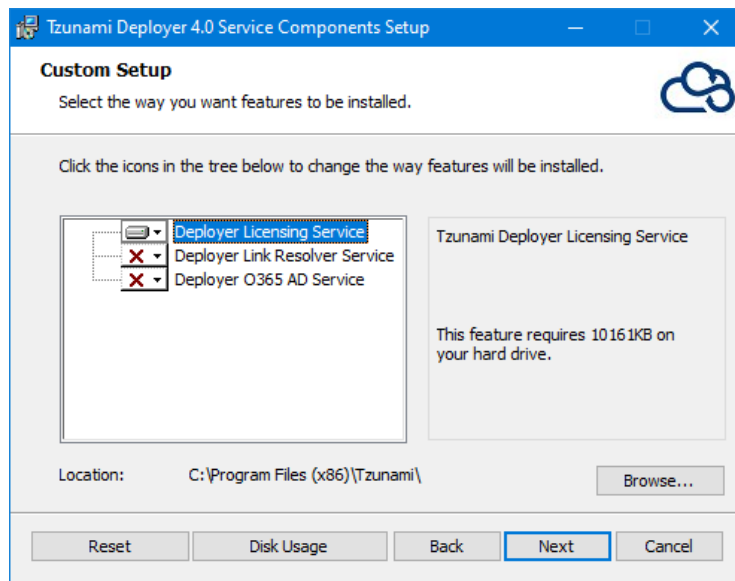 Tzunami Deployer 4.0 Service Components Setup
Custom Setup
Select the way you want features to be installed.
Click the icons in the tree below to change the way features will be installed.
Deployer Licensing Service
Deployer Link Resolver Service
Deployer O365 AD Service
Tzunami Deployer Licensing Service
This feature requires 10161KB on
your hard drive.
Location: C:\Program Files (x86)\Tzunami\
Browse...
Reset Disk Usage Back Next Cancel